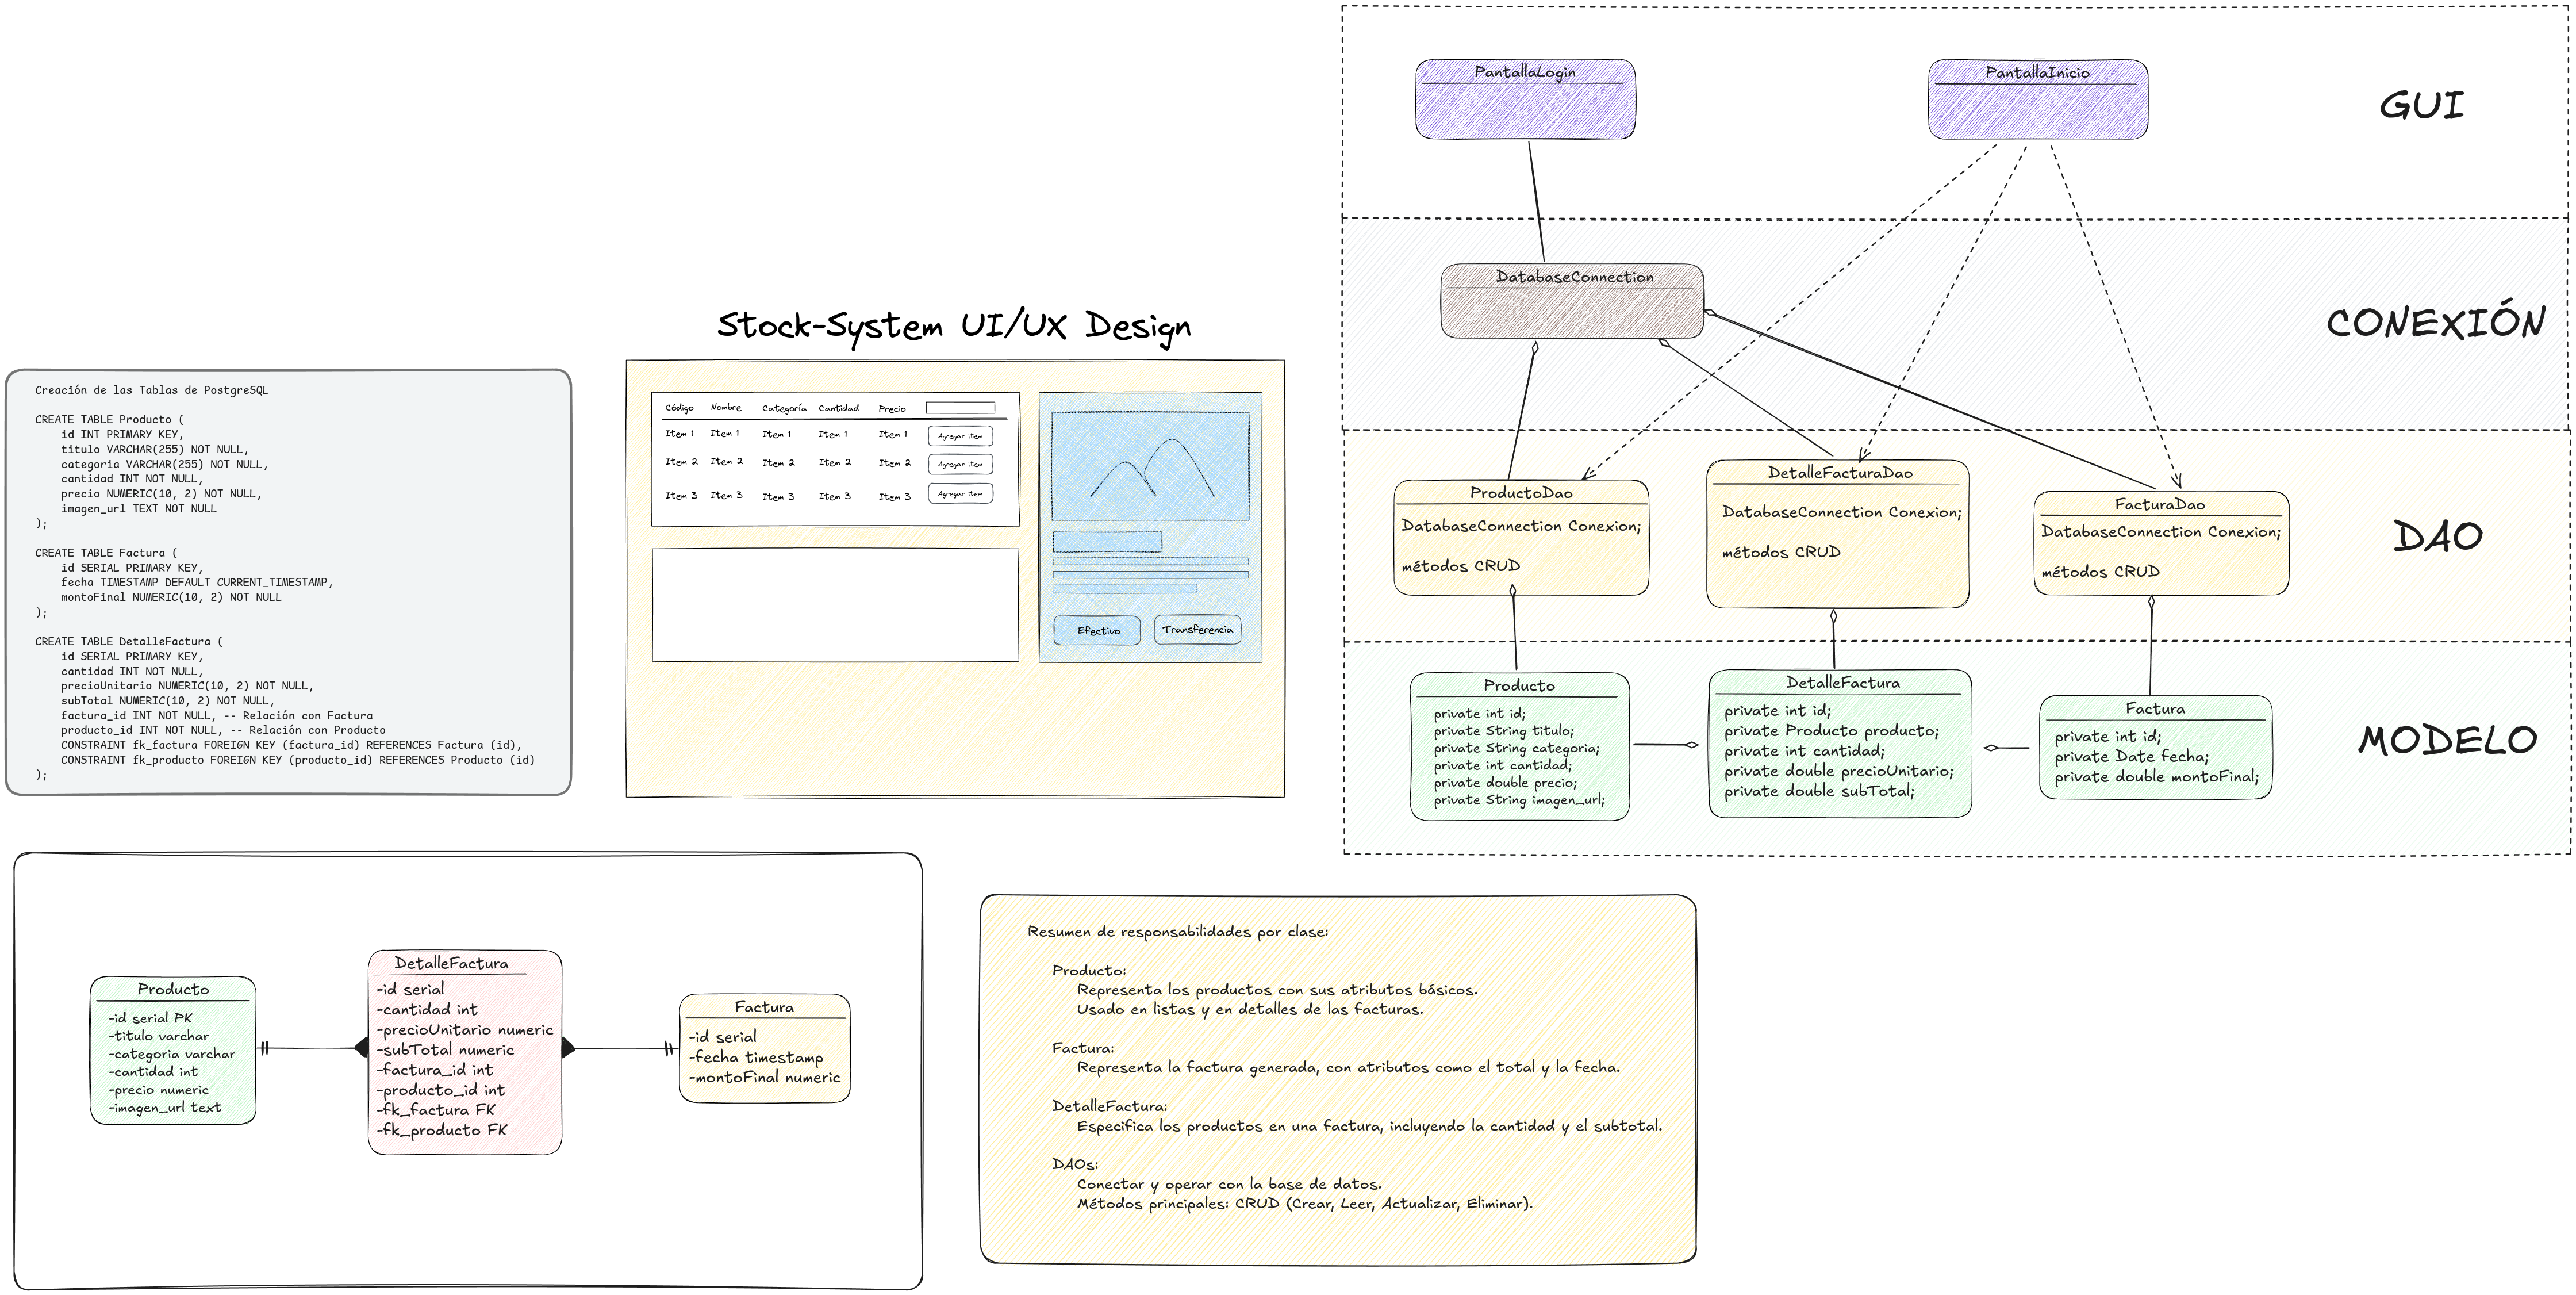 Creación de las Tablas de PostgreSQL
CREATE TABLE Producto (
id INT PRIMARY KEY,
titulo VARCHAR(255) NOT NULL,
categoria VARCHAR(255) NOT NULL,
cantidad INT NOT NULL,
precio NUMERIC(10, 2) NOT NULL,
imagen_url TEXT NOT NULL
);
CREATE TABLE Factura (
id SERIAL PRIMARY KEY,
fecha TIMESTAMP DEFAULT CURRENT_TIMESTAMP,
montoFinal NUMERIC(10, 2) NOT NULL
);
CREATE TABLE DetalleFactura (
id SERIAL PRIMARY KEY,
cantidad INT NOT NULL,
precioUnitario NUMERIC(10, 2) NOT NULL,
subTotal NUMERIC(10, 2) NOT NULL,
factura_id INT NOT NULL, -- Relación con Factura
producto_id INT NOT NULL, -- Relación con Producto
CONSTRAINT fk_factura FOREIGN KEY (factura_id) REFERENCES Factura (id),
CONSTRAINT fk_producto FOREIGN KEY (producto_id) REFERENCES Producto (id)
);
Stock-System UI/UX Design
Código Nombre Categoría Cantidad Precio
Item 1 Item 1 Item 1 Item 1 Item 1 Agregar item
Item 2 Item 2 Item 2 Item 2 Item 2 Agregar item
Item 3 Item 3 Item 3 Item 3 Item 3 Agregar item
Efectivo Transferencia
PantallaLogin
PantallaInicio
GUI
DatabaseConnection
CONEXIÓN
ProductoDao
DatabaseConnection Conexion;
métodos CRUD
DetalleFacturaDao
DatabaseConnection Conexion;
métodos CRUD
FacturaDao
DatabaseConnection Conexion;
métodos CRUD
DAO
Producto
private int id;
private String titulo;
private String categoria;
private int cantidad;
private double precio;
private String imagen_url;
DetalleFactura
private int id;
private Producto producto;
private int cantidad;
private double precioUnitario;
private double subTotal;
Factura
private int id;
private Date fecha;
private double montoFinal;
MODELO
Producto
-id serial PK
-titulo varchar
-categoria varchar
-cantidad int
-precio numeric
-imagen_url text
DetalleFactura
-id serial
-cantidad int
-precioUnitario numeric
-subTotal numeric
-factura_id int
-producto_id int
-fk_factura FK
-fk_producto FK
Factura
-id serial
-fecha timestamp
-montoFinal numeric
Resumen de responsabilidades por clase:
Producto:
Representa los productos con sus atributos básicos.
Usado en listas y en detalles de las facturas.
Factura:
Representa la factura generada, con atributos como el total y la fecha.
DetalleFactura:
Especifica los productos en una factura, incluyendo la cantidad y el subtotal.
DAOs:
Conectar y operar con la base de datos.
Métodos principales: CRUD (Crear, Leer, Actualizar, Eliminar).